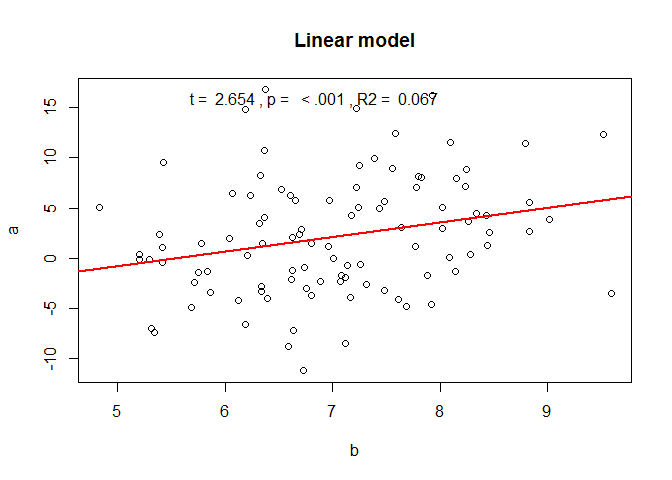 Linear model
t = 2.654 , p = < .001 , R2 = 0.067
15
10
5
0
-5
-10
a
5 6 7 8 9
b